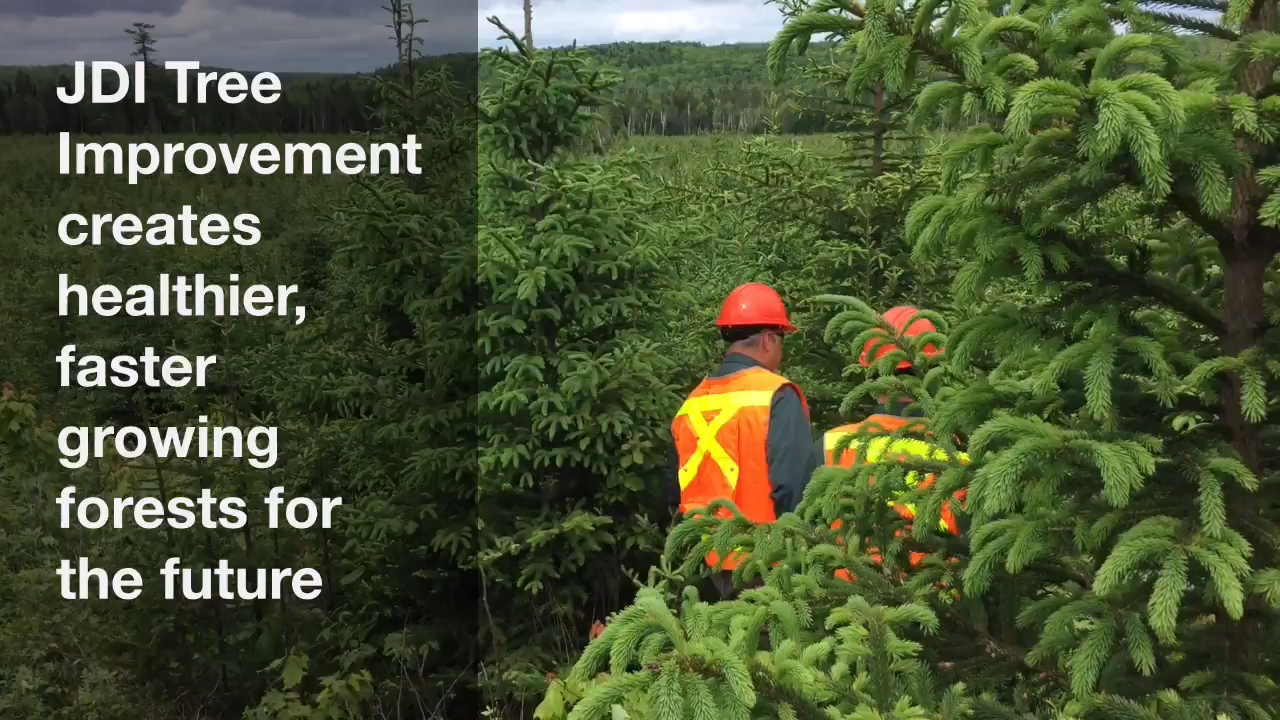 JDI Tree
Improvement
creates
healthier,
faster
growing
forests for
the future